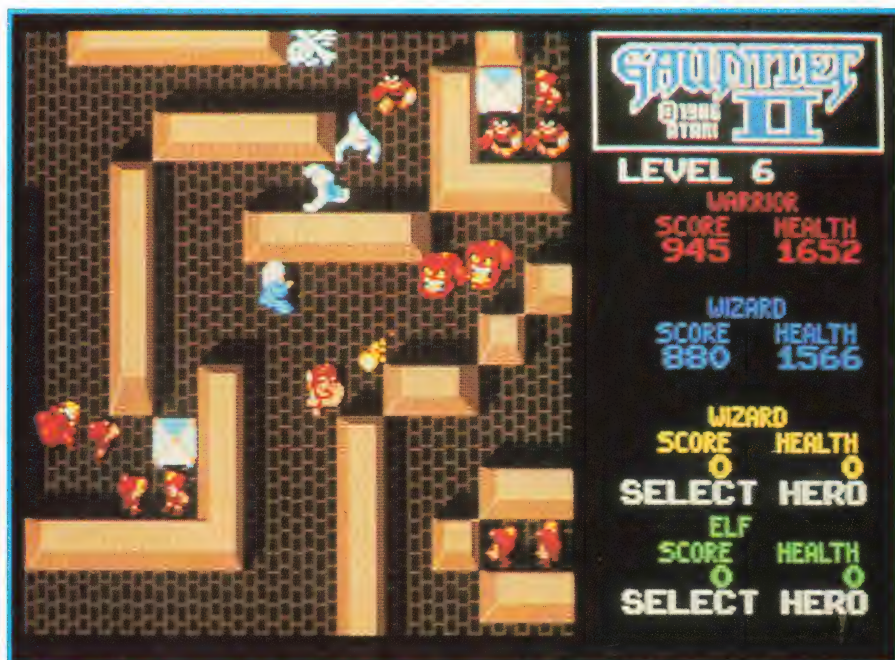 GAUNTLET
II
© 1986
ATARI
LEVEL 6
WARRIOR
SCORE HEALTH
945 1652
WIZARD
SCORE HEALTH
880 1566
WIZARD
SCORE HEALTH
0 0
SELECT HERO
ELF
SCORE HEALTH
0 0
SELECT HERO